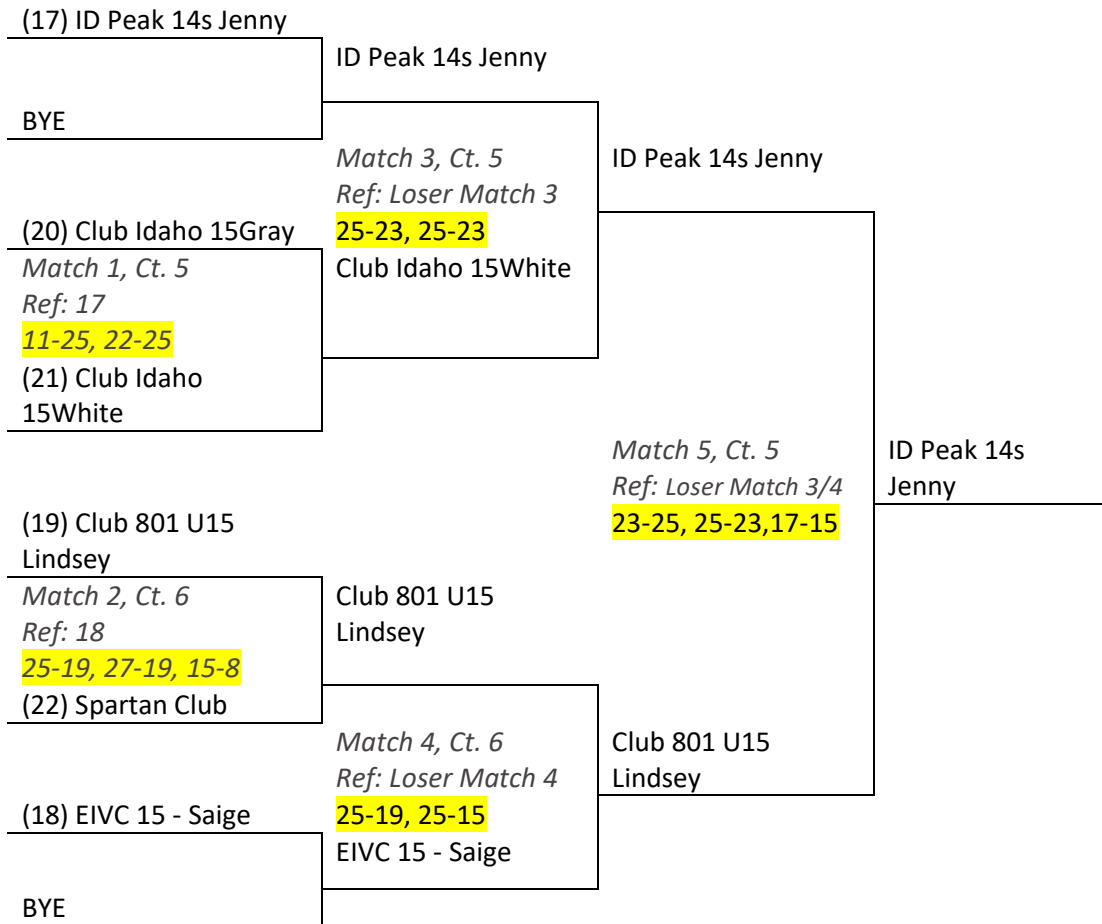 (17) ID Peak 14s Jenny
ID Peak 14s Jenny
BYE
Match 3, Ct. 5
Ref: Loser Match 3
25-23, 25-23
Club Idaho 15White
ID Peak 14s Jenny
(20) Club Idaho 15Gray
Match 1, Ct. 5
Ref: 17
11-25, 22-25
(21) Club Idaho
15White
Match 5, Ct. 5
Ref: Loser Match 3/4
23-25, 25-23,17-15
ID Peak 14s
Jenny
(19) Club 801 U15
Lindsey
Match 2, Ct. 6
Ref: 18
25-19, 27-19, 15-8
(22) Spartan Club
Club 801 U15
Lindsey
Match 4, Ct. 6
Ref: Loser Match 4
25-19, 25-15
EIVC 15 - Saige
Club 801 U15
Lindsey
(18) EIVC 15 - Saige
BYE